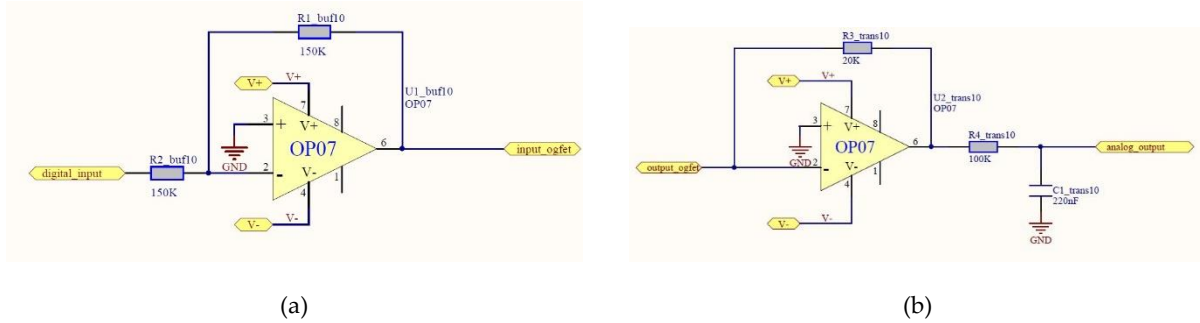 R1_buf10
150K
V+
V+
U1_buf10
OP07
7
8
3
+
V+
OP07
6
input_ogfet
GND
R2_buf10
digital_input
2
-
V-
1
150K
4
V-
V-
R3_trans10
20K
V+
V+
U2_trans10
OP07
7
8
3
+
V+
R4_trans10
OP07
6
analog_output
GND
output_ogfet
2
-
V-
100K
1
4
C1_trans10
220nF
V-
V-
GND
(a)
(b)